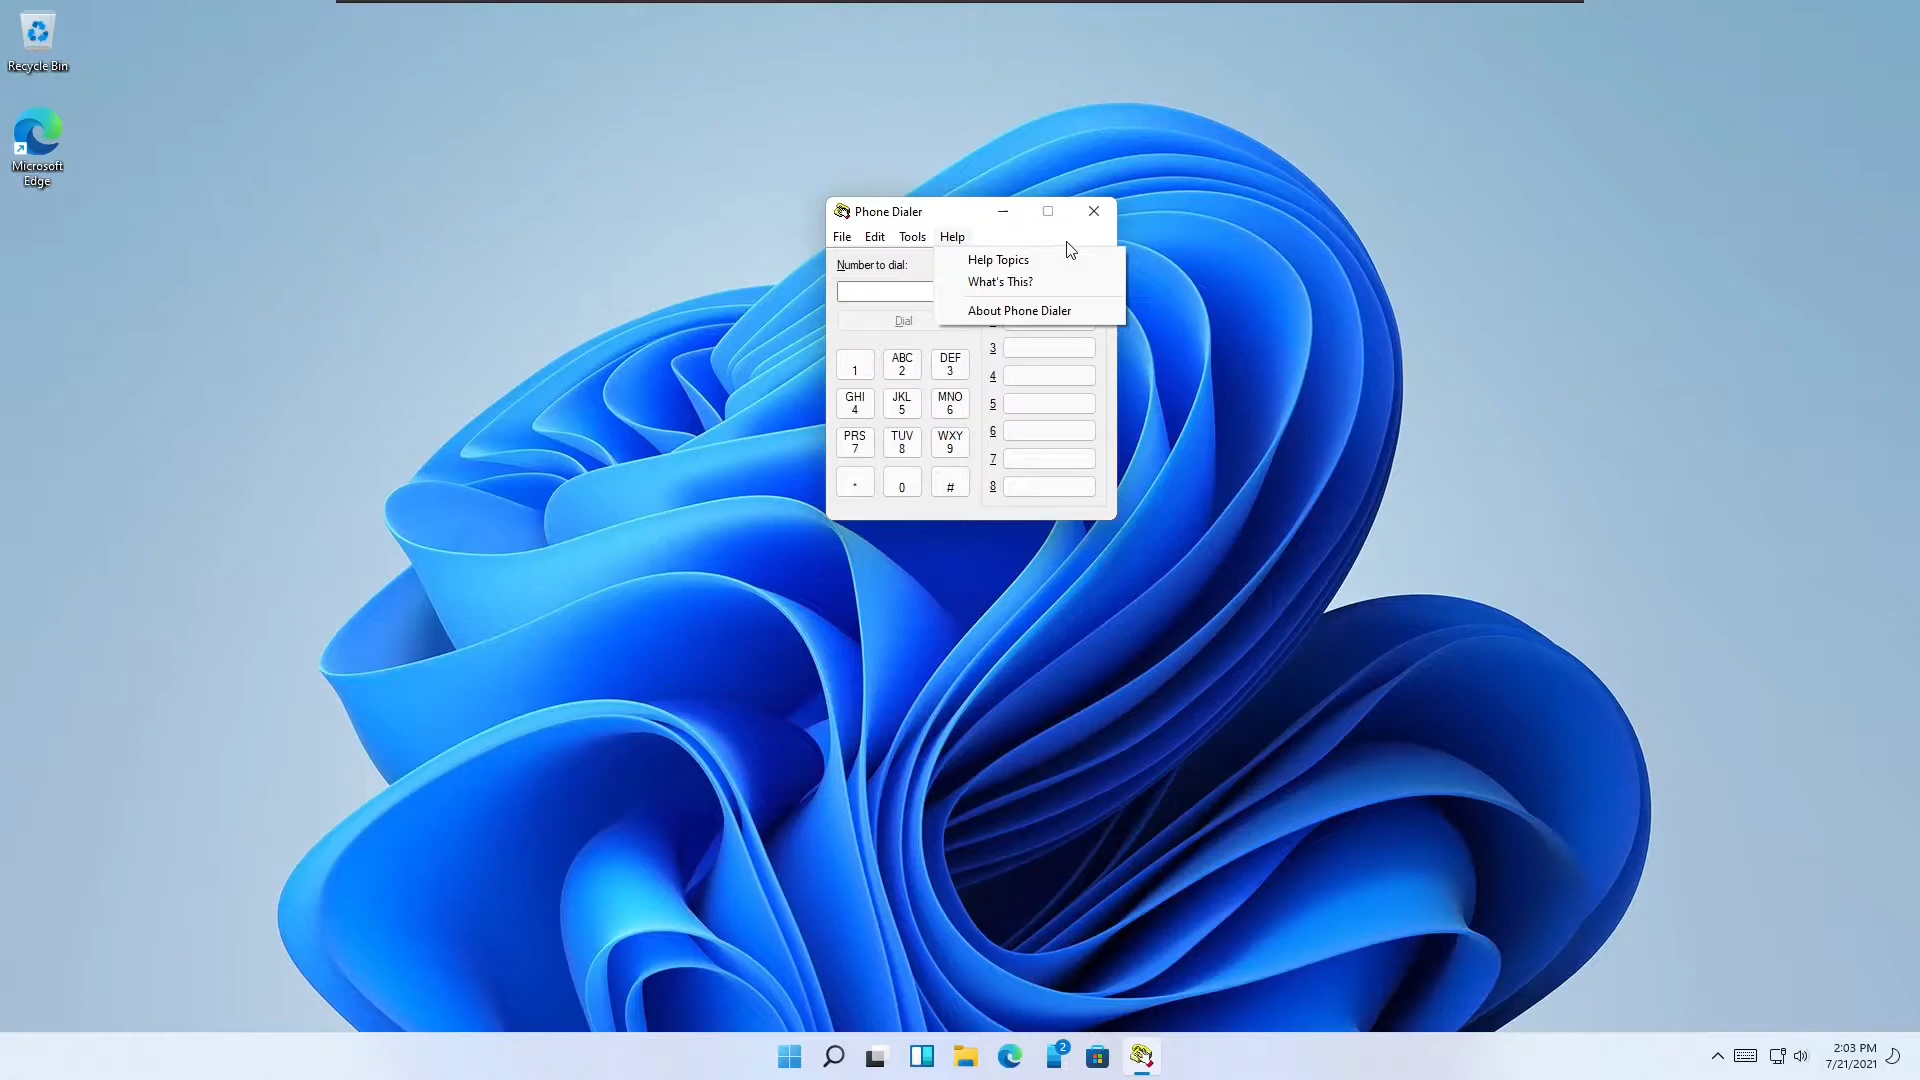 Recycle Bin
Microsoft
Edge
Phone Dialer
File Edit Tools Help
Number to dial:
Dial
Help Topics
What's This?
About Phone Dialer
1
ABC
2
DEF
3
GHI
4
JKL
5
MNO
6
PRS
7
TUV
8
WXY
9
*
0
#
3
4
5
6
7
8
2
2:03 PM
7/21/2021